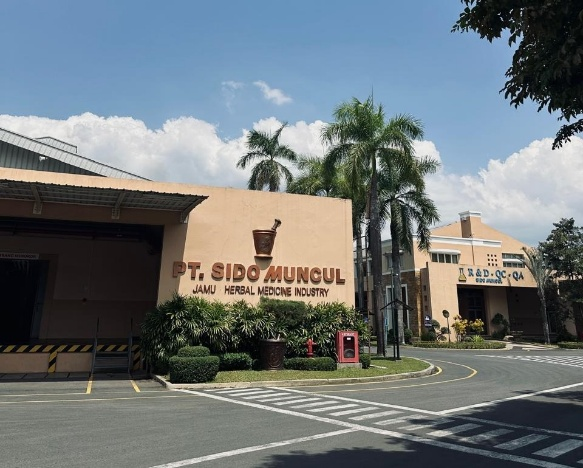 PT. SIDO MUNCUL
JAMU HERBAL MEDICINE INDUSTRY
R & D - QC - QA
SIDO MUNCUL